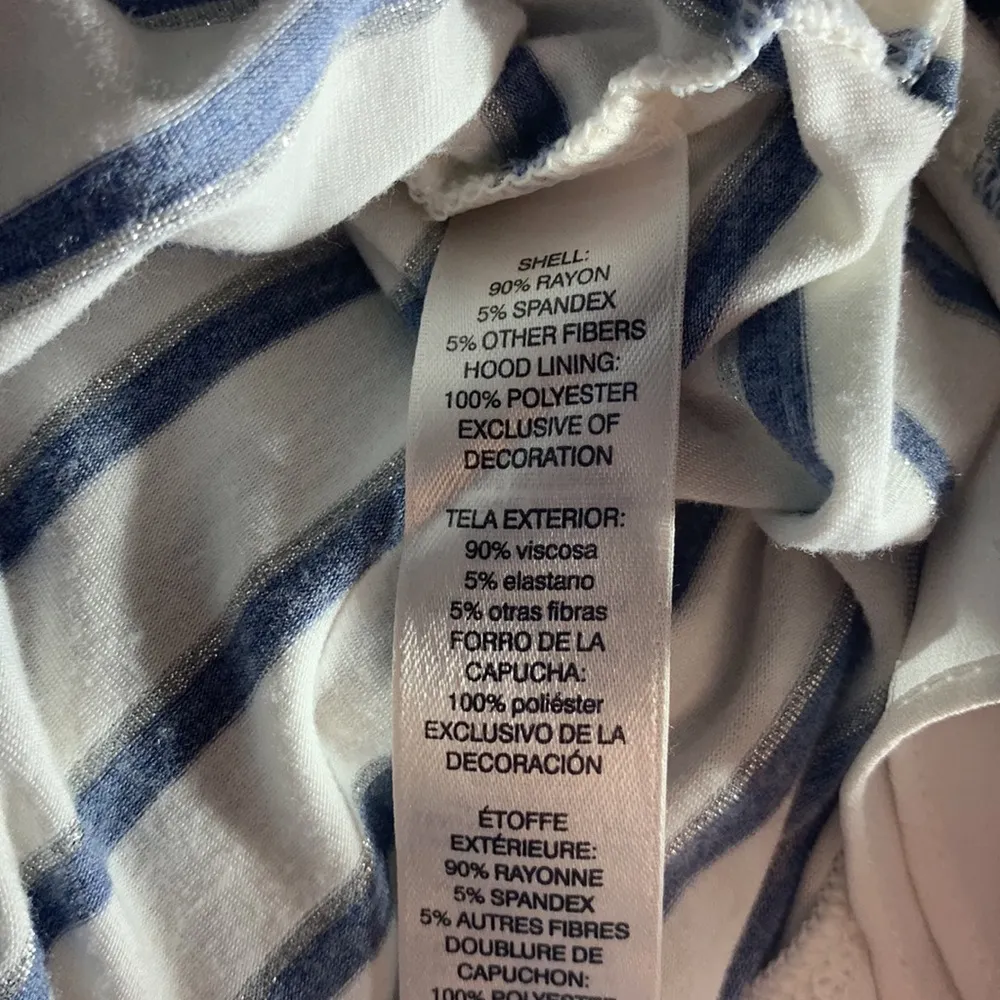 SHELL:
90% RAYON
5% SPANDEX
5% OTHER FIBERS
HOOD LINING:
100% POLYESTER
EXCLUSIVE OF
DECORATION
TELA EXTERIOR:
90% viscosa
5% elastano
5% otras fibras
FORRO DE LA
CAPUCHA:
100% poliéster
EXCLUSIVO DE LA
DECORACIÓN
ÉTOFFE
EXTÉRIEURE:
90% RAYONNE
5% SPANDEX
5% AUTRES FIBRES
DOUBLURE DE
CAPUCHON:
100%